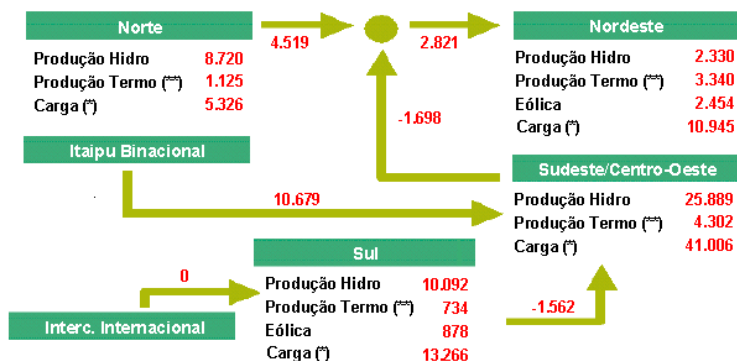 Norte
4.519
2.821
Nordeste
Produção Hidro 8.720
Produção Termo (**) 1.125
Carga (*) 5.326
Produção Hidro 2.330
Produção Termo (**) 3.340
Eólica 2.454
Carga (*) 10.945
-1.698
Itaipu Binacional
10.679
Sudeste/Centro-Oeste
Produção Hidro 25.889
Produção Termo (**) 4.302
Carga (*) 41.006
Sul
0
Produção Hidro 10.092
Produção Termo (**) 734
Eólica 878
Carga (*) 13.266
-1.562
Interc. Internacional